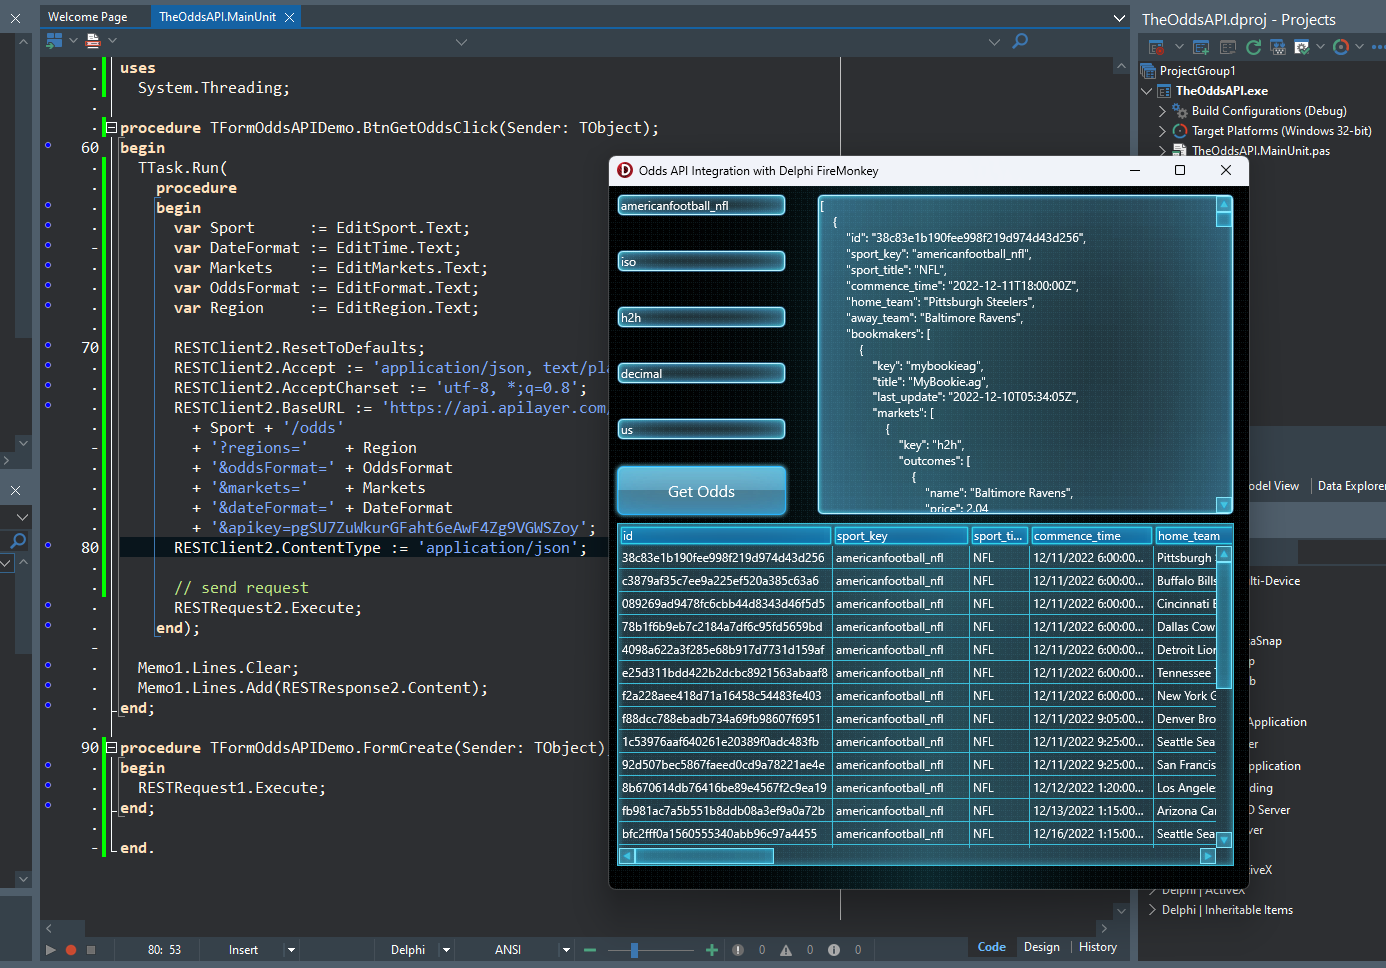 Welcome Page
TheOddsAPI.MainUnit
uses
System.Threading;
procedure TFormOddsAPIDemo.BtnGetOddsClick(Sender: TObject);
60 begin
TTask.Run(
procedure
begin
var Sport := EditSport.Text;
var DateFormat := EditTime.Text;
var Markets := EditMarkets.Text;
var OddsFormat := EditFormat.Text;
var Region := EditRegion.Text;
70 RESTClient2.ResetToDefaults;
RESTClient2.Accept := 'application/json, text/pla
RESTClient2.AcceptCharset := 'utf-8, *;q=0.8';
RESTClient2.BaseURL := 'https://api.apilayer.com/
+ Sport + '/odds'
+ '?regions=' + Region
+ '&oddsFormat=' + OddsFormat
+ '&markets=' + Markets
+ '&dateFormat=' + DateFormat
+ '&apikey=pgSU7ZuWkurGFaht6eAwF4Zg9VGWSZoy';
80 RESTClient2.ContentType := 'application/json';
// send request
RESTRequest2.Execute;
end);
Memo1.Lines.Clear;
Memo1.Lines.Add(RESTResponse2.Content);
end;
90 procedure TFormOddsAPIDemo.FormCreate(Sender: TObject)
begin
RESTRequest1.Execute;
end;
end.
80: 53
Insert
Delphi
ANSI
0
0
0
Code
Design
History
Odds API Integration with Delphi FireMonkey
americanfootball_nfl
iso
h2h
decimal
us
Get Odds
[
{
"id": "38c83e1b190fee998f219d974d43d256",
"sport_key": "americanfootball_nfl",
"sport_title": "NFL",
"commence_time": "2022-12-11T18:00:00Z",
"home_team": "Pittsburgh Steelers",
"away_team": "Baltimore Ravens",
"bookmakers": [
{
"key": "mybookieag",
"title": "MyBookie.ag",
"last_update": "2022-12-10T05:34:05Z",
"markets": [
{
"key": "h2h",
"outcomes": [
{
"name": "Baltimore Ravens",
"price": 2.04
id sport_key sport_ti... commence_time home_team
38c83e1b190fee998f219d974d43d256 americanfootball_nfl NFL 12/11/2022 6:00:00... Pittsburgh
c3879af35c7ee9a225ef520a385c63a6 americanfootball_nfl NFL 12/11/2022 6:00:00... Buffalo Bills
089269ad9478fc6cbb44d8343d46f5d5 americanfootball_nfl NFL 12/11/2022 6:00:00... Cincinnati
78b1f6b9eb7c2184a7df6c95fd5659bd americanfootball_nfl NFL 12/11/2022 6:00:00... Dallas Cow
4098a622a3f285e68b917d7731d159af americanfootball_nfl NFL 12/11/2022 6:00:00... Detroit Lion
e25d311bdd422b2dcbc8921563abaaf8 americanfootball_nfl NFL 12/11/2022 6:00:00... Tennessee
f2a228aee418d71a16458c54483fe403 americanfootball_nfl NFL 12/11/2022 6:00:00... New York G
f88dcc788ebadb734a69fb98607f6951 americanfootball_nfl NFL 12/11/2022 9:05:00... Denver Bro
1c53976aaf640261e20389f0adc483fb americanfootball_nfl NFL 12/11/2022 9:25:00... Seattle Sea
92d507bec5867faeed0cd9a78221ae4e americanfootball_nfl NFL 12/11/2022 9:25:00... San Francis
8b670614db76416be89e4567f2c9ea19 americanfootball_nfl NFL 12/12/2022 1:20:00... Los Angele
fb981ac7a5b551b8ddb08a3ef9a0a72b americanfootball_nfl NFL 12/13/2022 1:15:00... Arizona Car
bfc2fff0a1560555340abb96c97a4455 americanfootball_nfl NFL 12/16/2022 1:15:00... Seattle Sea
TheOddsAPI.dproj - Projects
ProjectGroup1
TheOddsAPI.exe
Build Configurations (Debug)
Target Platforms (Windows 32-bit)
TheOddsAPI.MainUnit.pas
odel View
Data Explorer
lti-Device
taSnap
p
b
Application
er
pplication
ding
D Server
ver
iveX
Delphi | ActiveX
Delphi | Inheritable Items